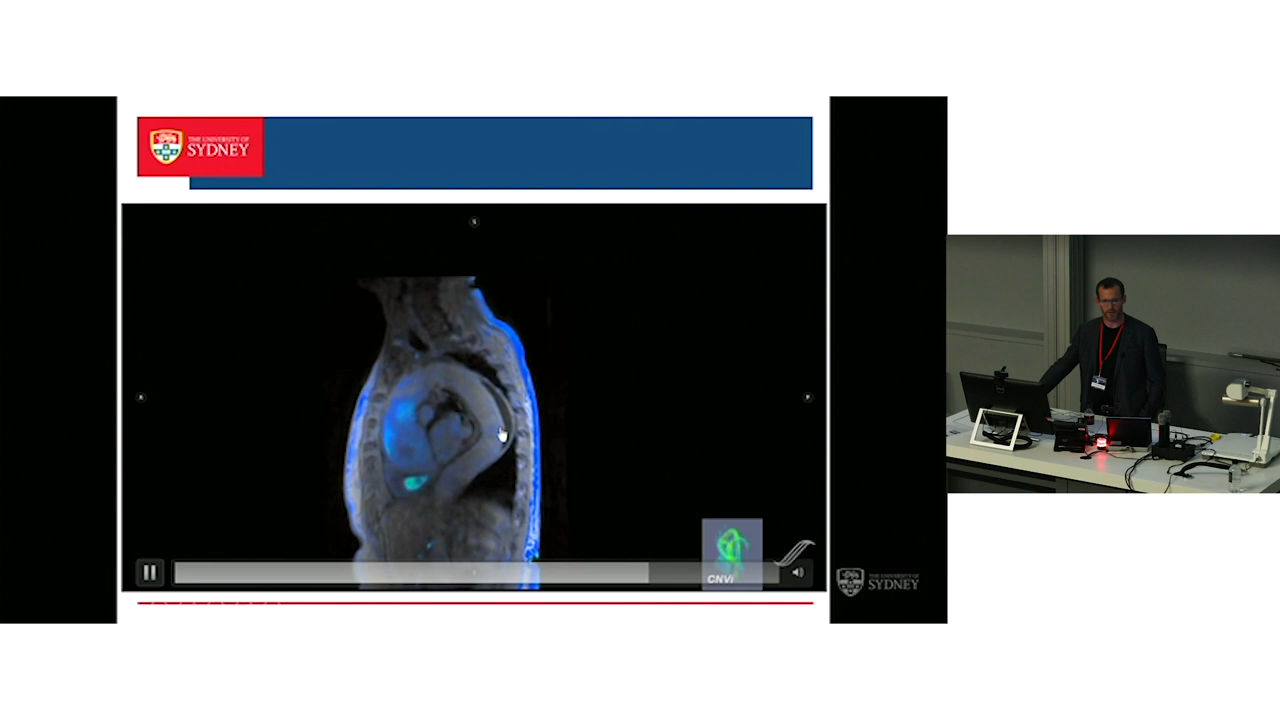 THE UNIVERSITY OF
SYDNEY
CNVi
THE UNIVERSITY OF
SYDNEY